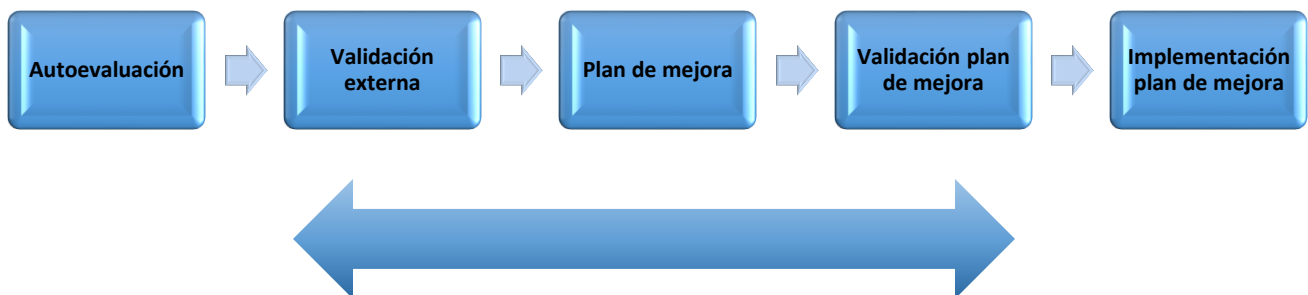 Autoevaluación
Validación
externa
Plan de mejora
Validación plan
de mejora
Implementación
plan de mejora